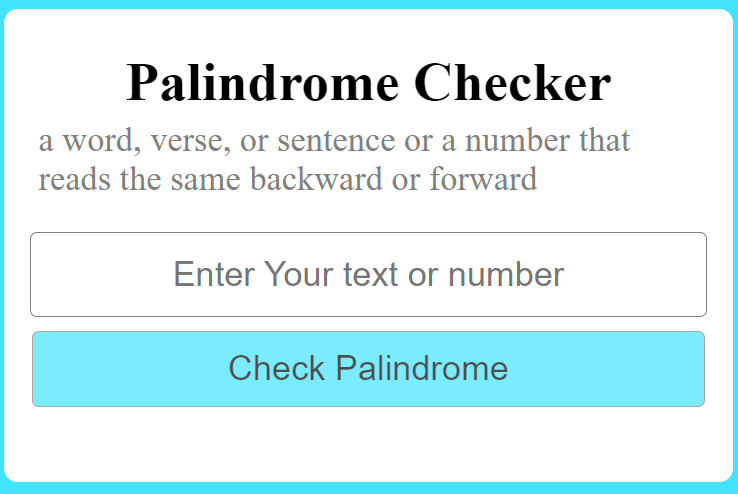 Palindrome Checker
a word, verse, or sentence or a number that
reads the same backward or forward
Enter Your text or number
Check Palindrome